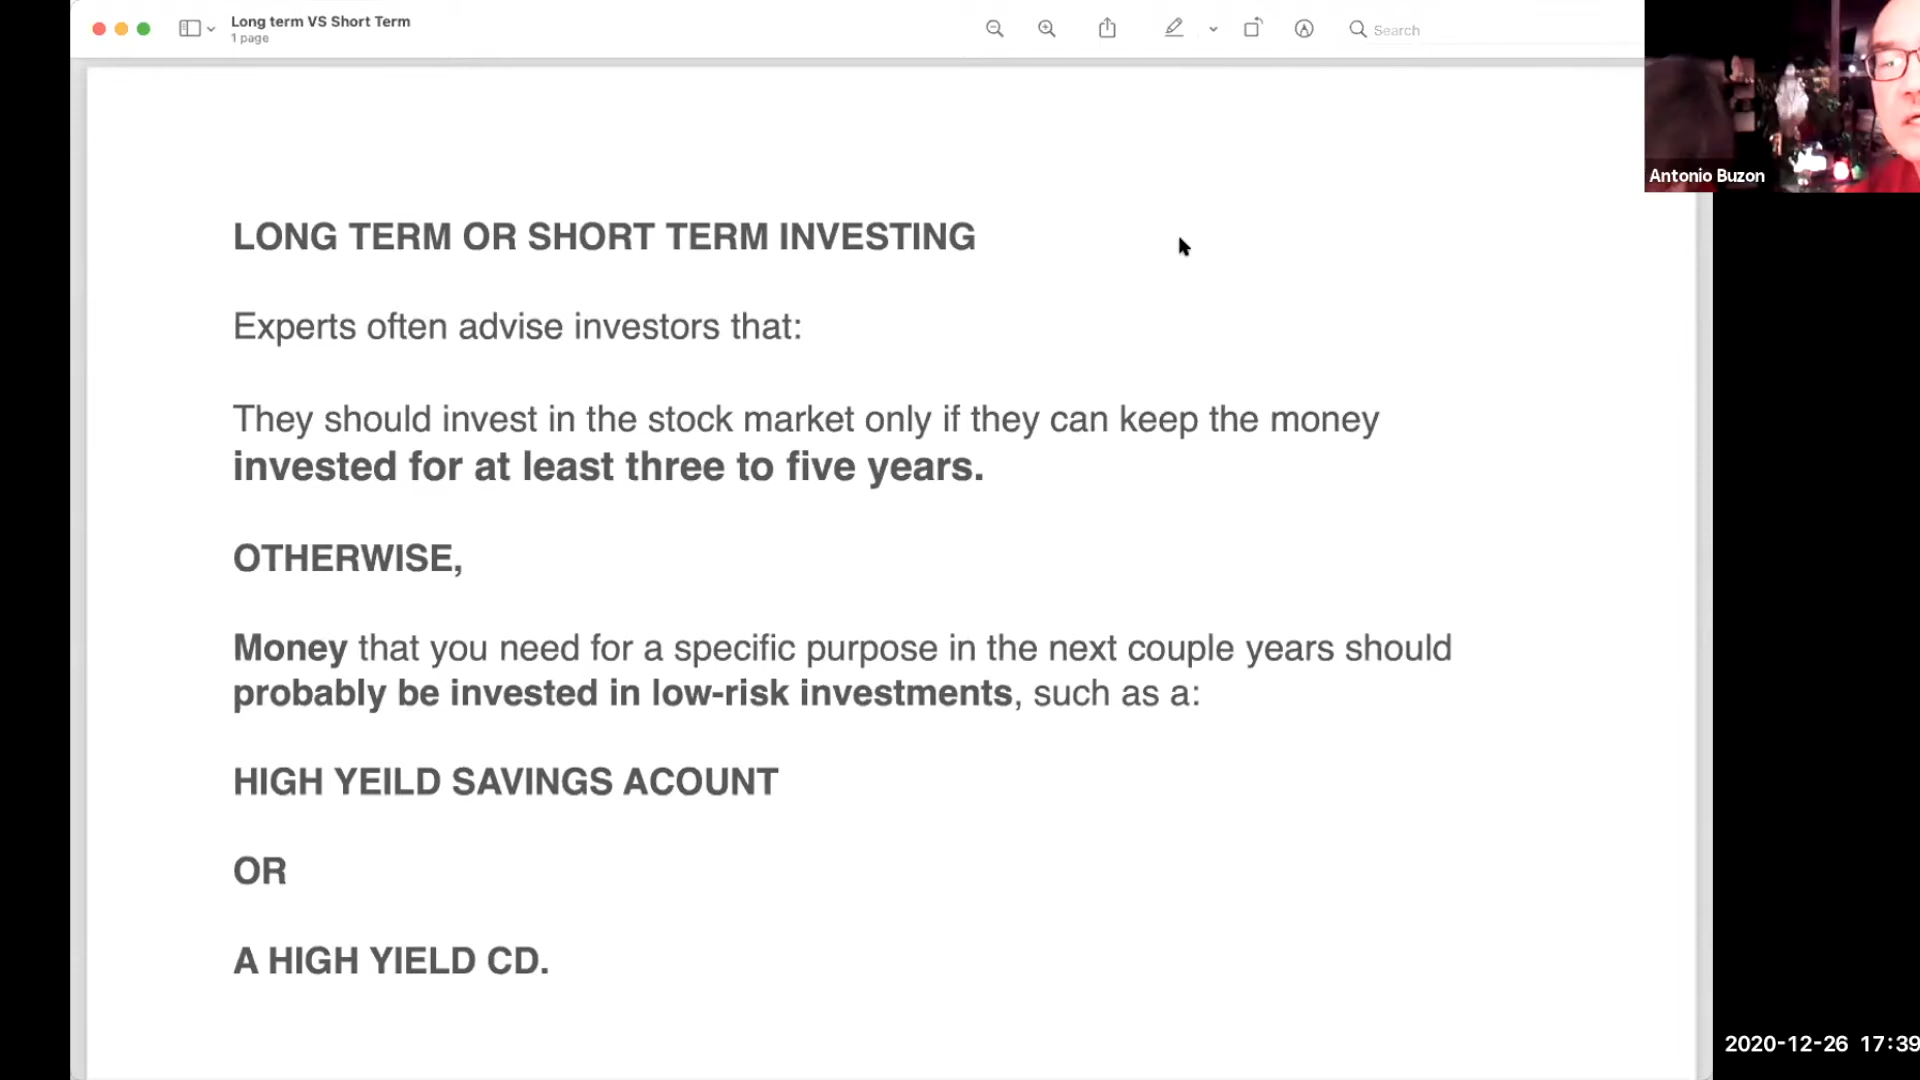 Long term VS Short Term
1 page
Search
Antonio Buzon
LONG TERM OR SHORT TERM INVESTING
Experts often advise investors that:
They should invest in the stock market only if they can keep the money
invested for at least three to five years.
OTHERWISE,
Money that you need for a specific purpose in the next couple years should
probably be invested in low-risk investments, such as a:
HIGH YEILD SAVINGS ACOUNT
OR
A HIGH YIELD CD.
2020-12-26 17:39